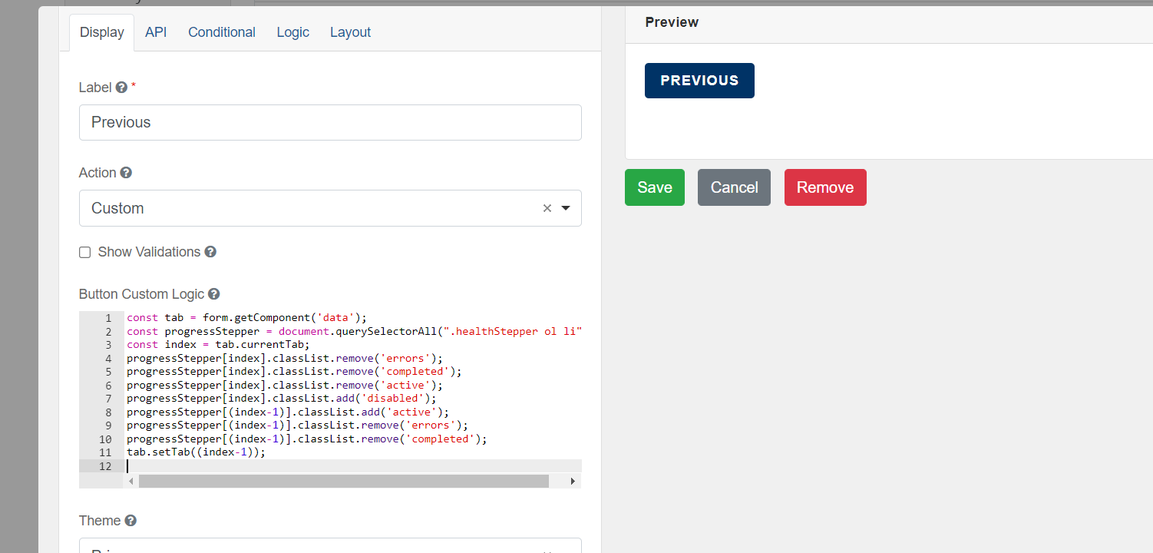 Display API Conditional Logic Layout
Label *
Previous
Action
Custom
Show Validations
Button Custom Logic
1 const tab = form.getComponent('data');
2 const progressStepper = document.querySelectorAll(".healthStepper ol li"
3 const index = tab.currentTab;
4 progressStepper[index].classList.remove('errors');
5 progressStepper[index].classList.remove('completed');
6 progressStepper[index].classList.remove('active');
7 progressStepper[index].classList.add('disabled');
8 progressStepper[(index-1)].classList.add('active');
9 progressStepper[(index-1)].classList.remove('errors');
10 progressStepper[(index-1)].classList.remove('completed');
11 tab.setTab((index-1));
12
Theme
Preview
PREVIOUS
Save Cancel Remove